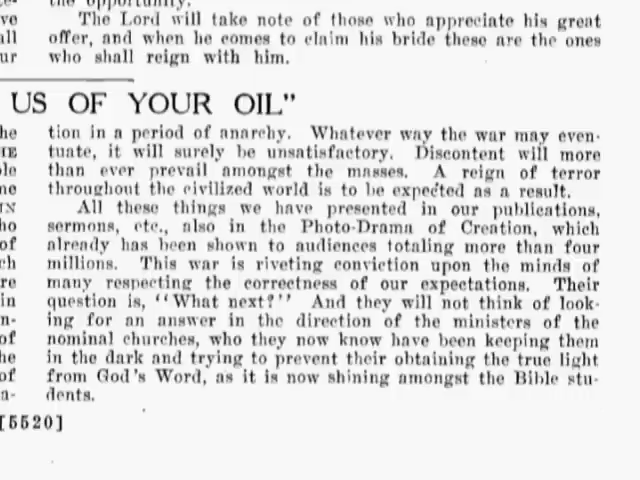 the opportunity.
The Lord will take note of those who appreciate his great
offer, and when he comes to claim his bride these are the ones
who shall reign with him.
US OF YOUR OIL"
tion in a period of anarchy. Whatever way the war may even-
tuate, it will surely be unsatisfactory. Discontent will more
than ever prevail amongst the masses. A reign of terror
throughout the civilized world is to be expected as a result.
All these things we have presented in our publications,
sermons, etc., also in the Photo-Drama of Creation, which
already has been shown to audiences totaling more than four
millions. This war is riveting conviction upon the minds of
many respecting the correctness of our expectations. Their
question is, "What next?" And they will not think of look-
ing for an answer in the direction of the ministers of the
nominal churches, who they now know have been keeping them
in the dark and trying to prevent their obtaining the true light
from God's Word, as it is now shining amongst the Bible stu-
dents.
[5520]